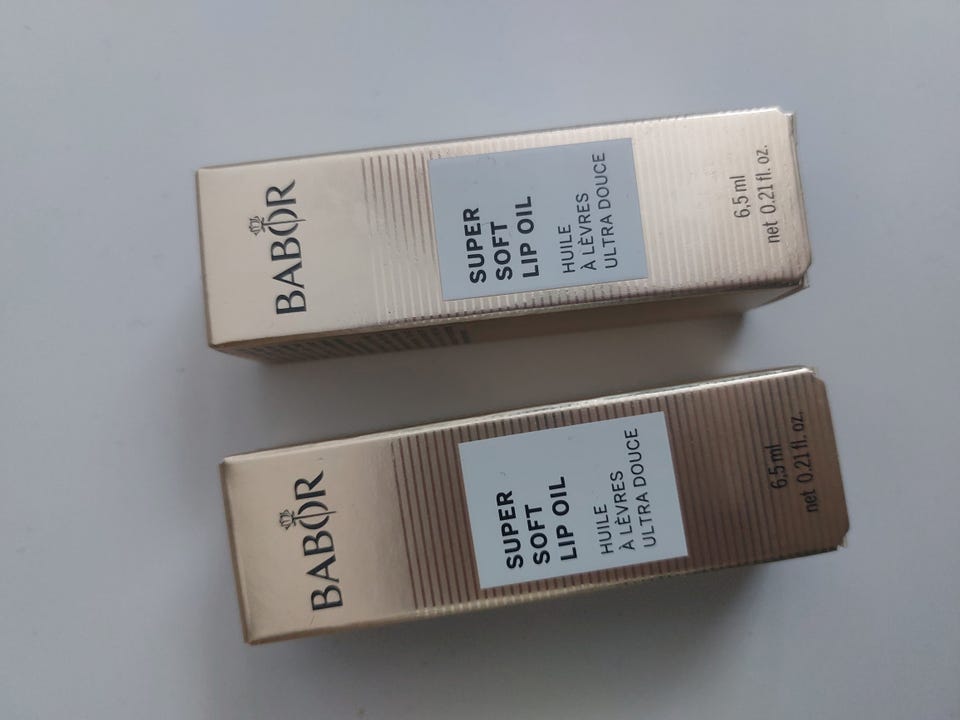 BABOR
SUPER
SOFT
LIP OIL
HUILE
À LÈVRES
ULTRA DOUCE
6,5 ml
net 0.21 fl. oz.
BABOR
SUPER
SOFT
LIP OIL
HUILE
À LÈVRES
ULTRA DOUCE
6,5 ml
net 0.21 fl. oz.